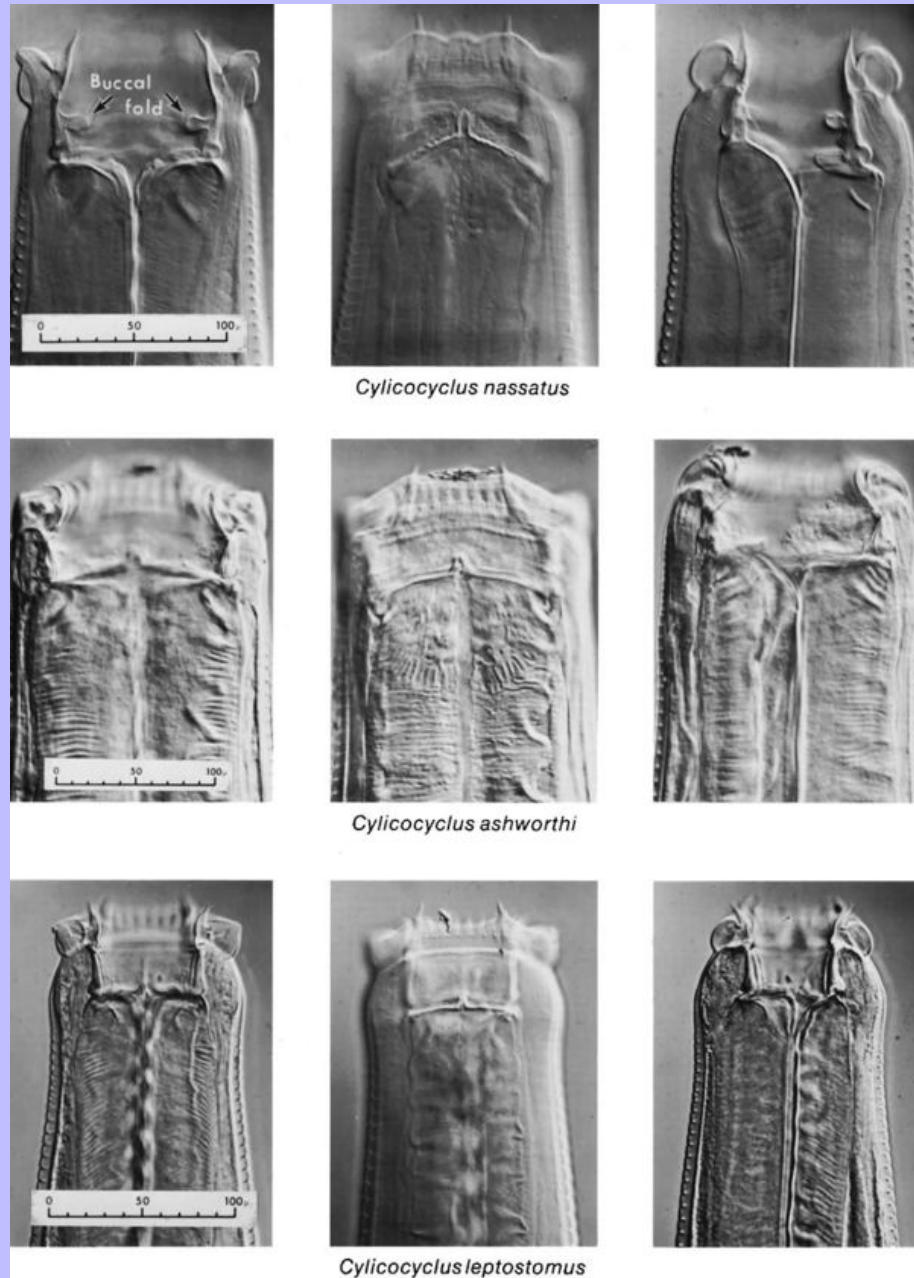 Buccal
fold
0 50 100μ
Cylicocyclus nassatus
0 50 100μ
Cylicocyclus ashworthi
0 50 100μ
Cylicocyclus leptostomus